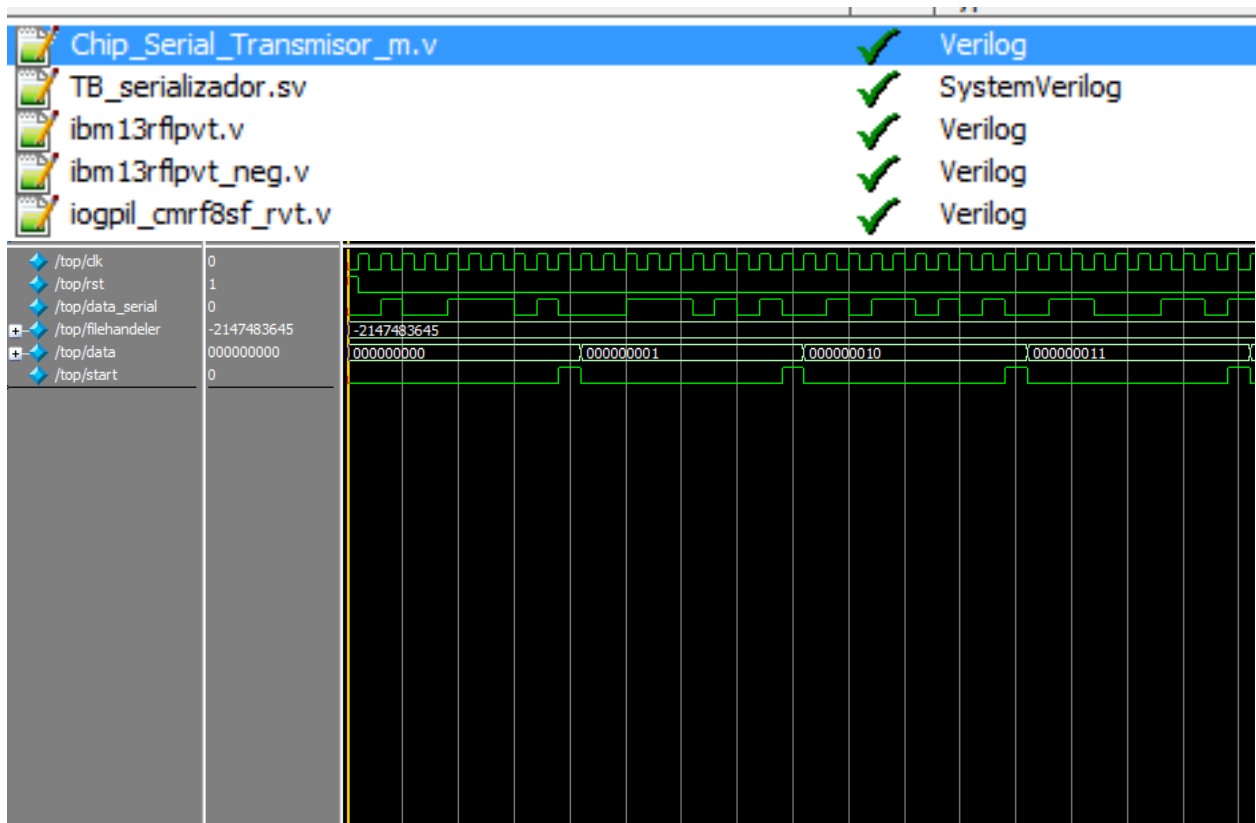 Chip_Serial_Transmisor_m.v Verilog
TB_serializador.sv SystemVerilog
ibm13rflpvt.v Verilog
ibm13rflpvt_neg.v Verilog
iogpil_cmrf8sf_rvt.v Verilog
/top/clk 0
/top/rst 1
/top/data_serial 0
/top/filehandeler -2147483645 -2147483645
/top/data 000000000 000000000 000000001 000000010 000000011
/top/start 0